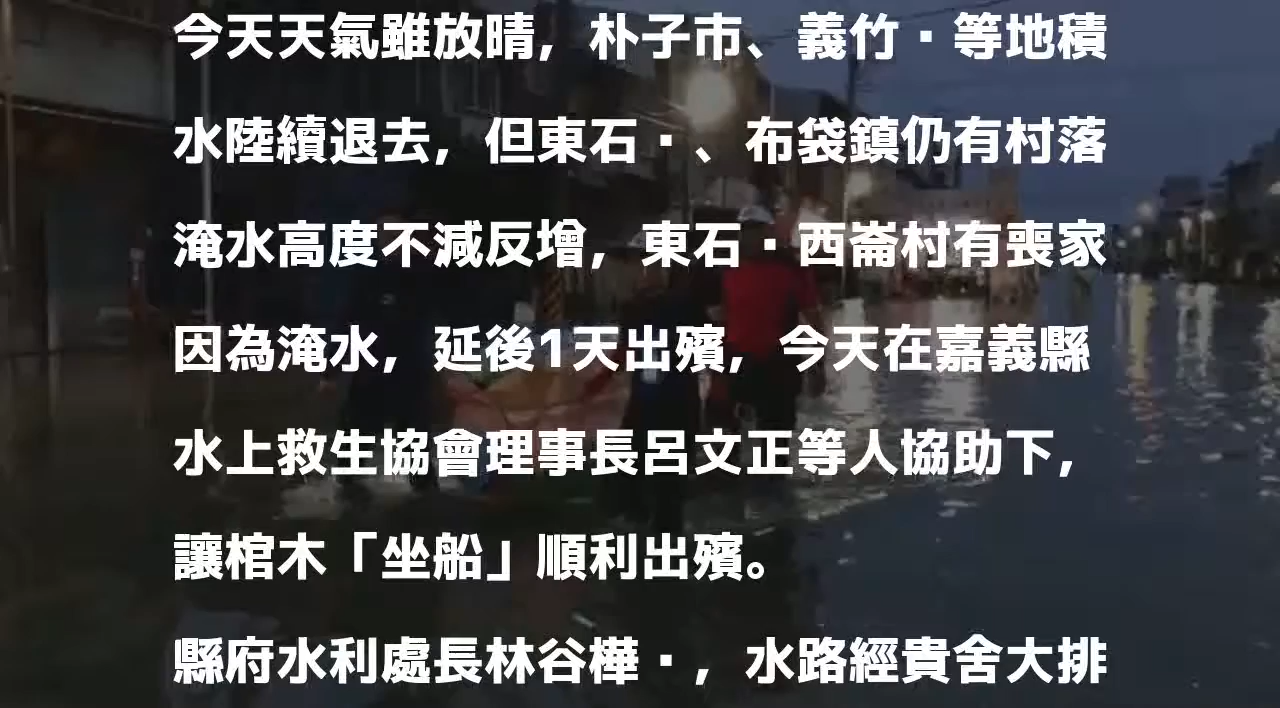 今天天氣雖放晴，朴子市、義竹▪等地積
水陸續退去，但東石▪、布袋鎮仍有村落
淹水高度不減反增，東石▪西崙村有喪家
因為淹水，延後1天出殯，今天在嘉義縣
水上救生協會理事長呂文正等人協助下，
讓棺木「坐船」順利出殯。
縣府水利處長林谷樺▪，水路經貴舍大排